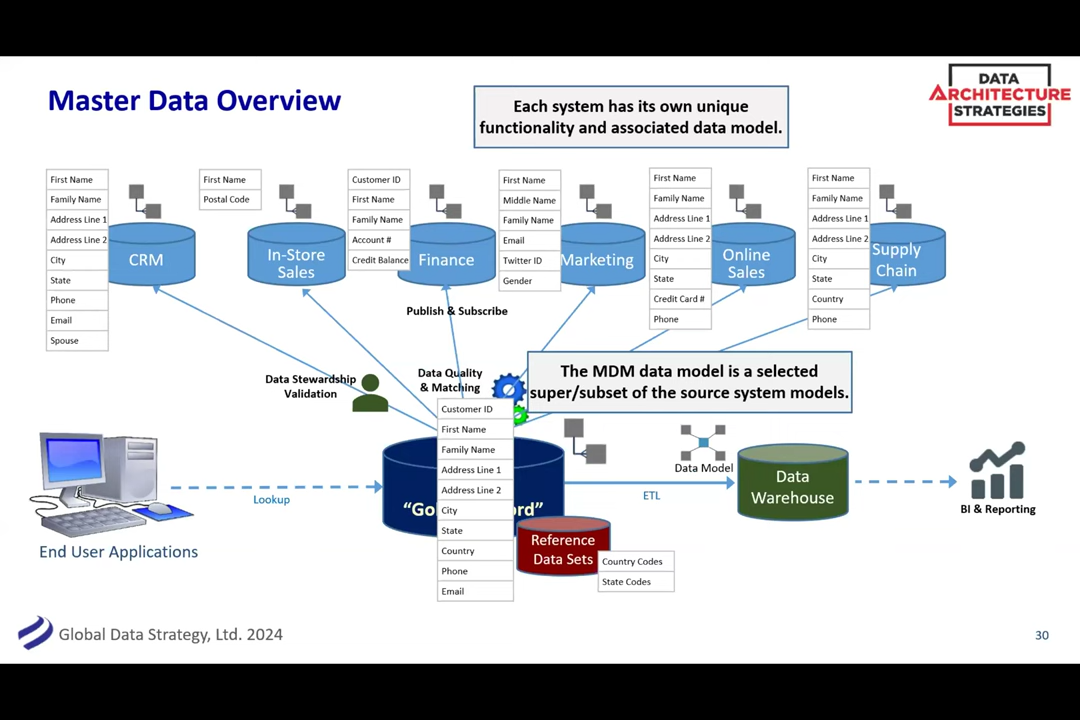 Master Data Overview
Each system has its own unique
functionality and associated data model.
DATA
ARCHITECTURE
STRATEGIES
First Name
Family Name
Address Line 1
Address Line 2
City
State
Phone
Email
Spouse
CRM
First Name
Postal Code
In-Store
Sales
Customer ID
First Name
Family Name
Account #
Credit Balance
Finance
First Name
Middle Name
Family Name
Email
Twitter ID
Gender
Marketing
First Name
Family Name
Address Line 1
Address Line 2
City
State
Credit Card #
Phone
Online
Sales
First Name
Family Name
Address Line 1
Address Line 2
City
State
Country
Phone
Supply
Chain
Publish & Subscribe
Data Stewardship
Validation
Data Quality
& Matching
The MDM data model is a selected
super/subset of the source system models.
Customer ID
First Name
Family Name
Address Line 1
Address Line 2
City
State
Country
Phone
Email
Lookup
End User Applications
Reference
Data Sets
Country Codes
State Codes
ETL
Data Model
Data
Warehouse
BI & Reporting
Global Data Strategy, Ltd. 2024
30